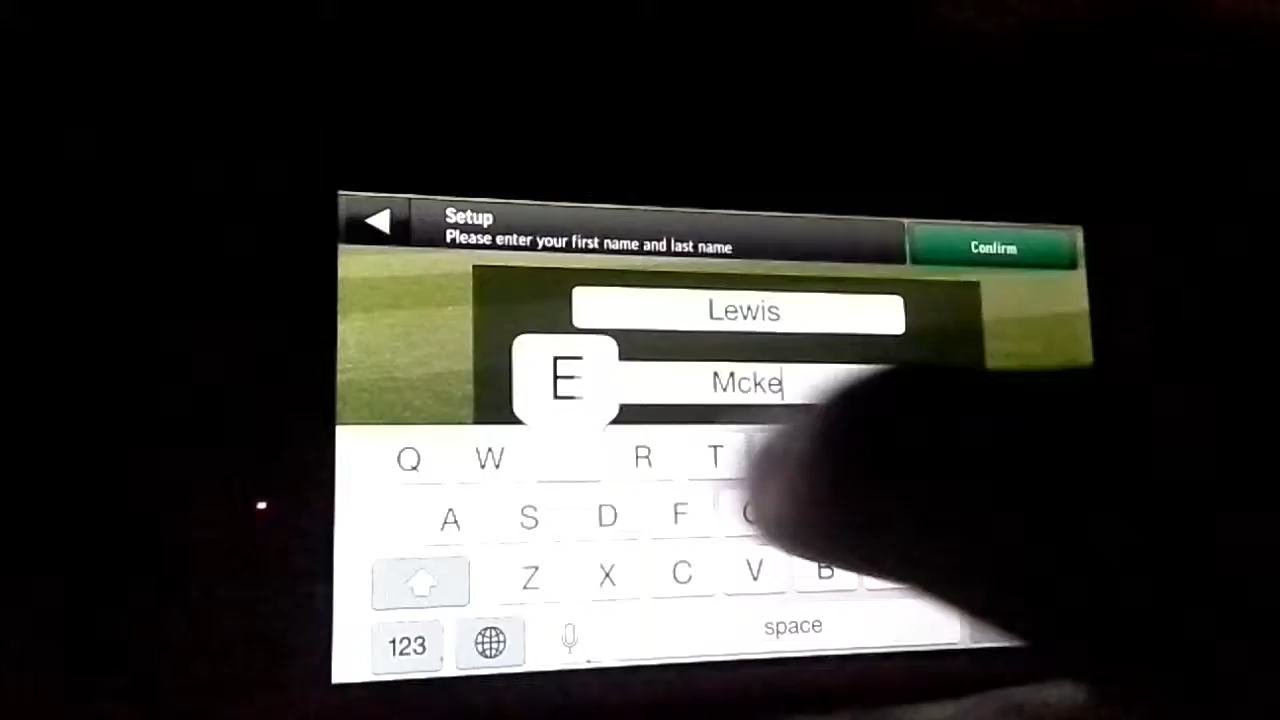 Setup
Please enter your first name and last name
Confirm
Lewis
E
Mcke
Q W R T
A S D F
Z X C V B
123 space